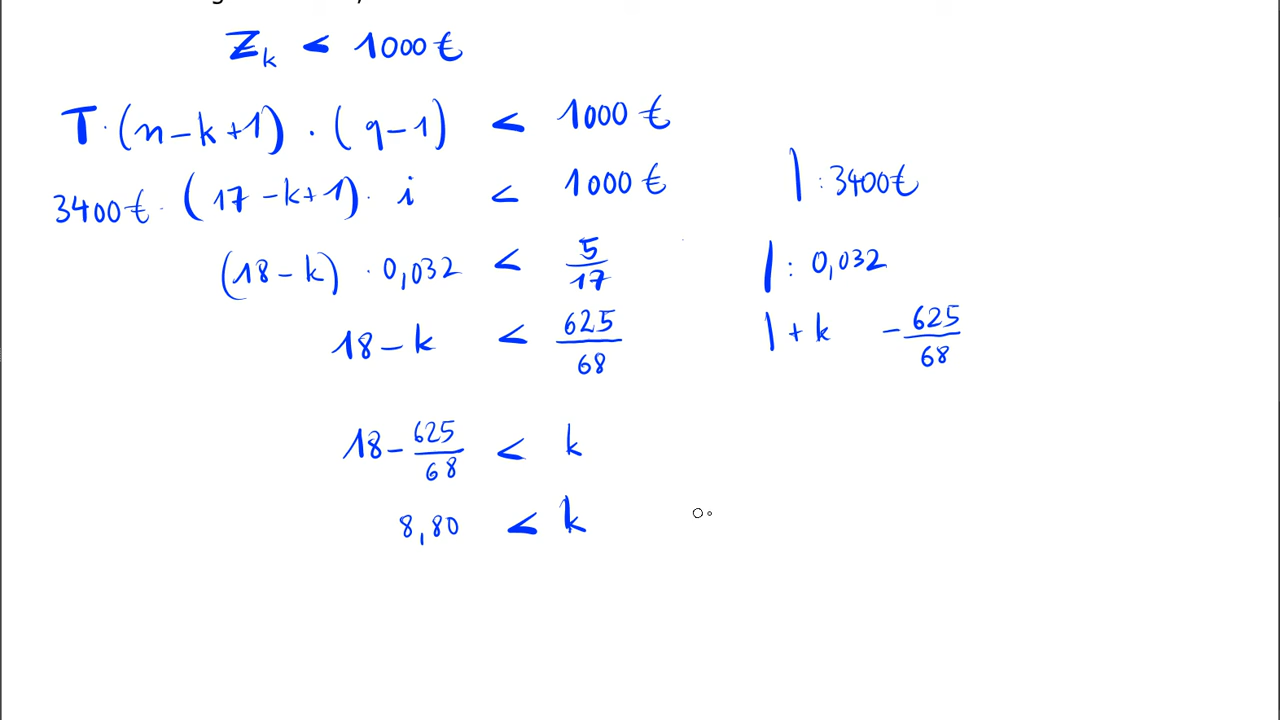 Z_k < 1000 €
T · (n – k + 1) · (q – 1) < 1000 €
3400 € · (17 – k + 1) · i < 1000 € | : 3400 €
(18 – k) · 0,032 < 5/17 | : 0,032
18 – k < 625/68 | + k – 625/68
18 – 625/68 < k
8,80 < k